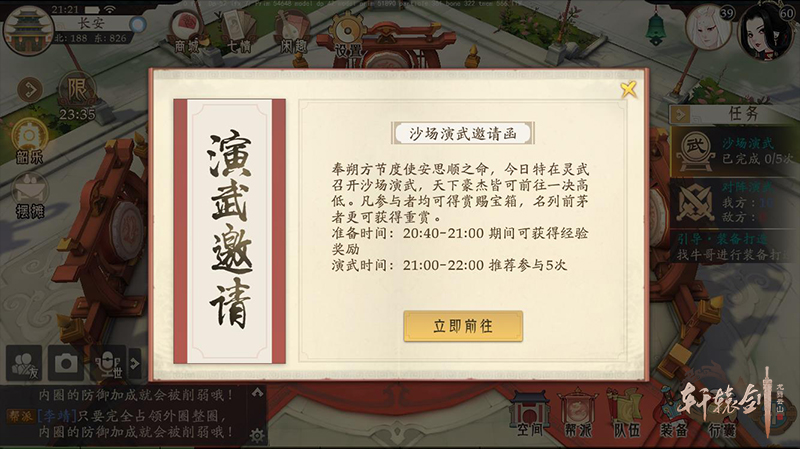 21:21
长安
北:188 东:826
商城
七情
闲趣
设置
39
60
限
23:35
韶乐
摆摊
演武邀请
沙场演武邀请函
奉朔方节度使安思顺之命，今日特在灵武
召开沙场演武，天下豪杰皆可前往一决高
低。凡参与者均可得赏赐宝箱，名列前茅
者更可获得重赏。
准备时间：20:40-21:00 期间可获得经验
奖励
演武时间：21:00-22:00 推荐参与5次
立即前往
任务
武
沙场演武
已完成 0/5次
对阵演武
我方：
敌方：
引导·装备打造
找牛哥进行装备打
友
世
内圈的防御加成就会被削弱哦！
帮派 [李靖]只要完全占领外圈整圈，
内圈的防御加成就会被削弱哦！
空间
帮派
队伍
装备
行囊
轩辕剑
龙舞云山